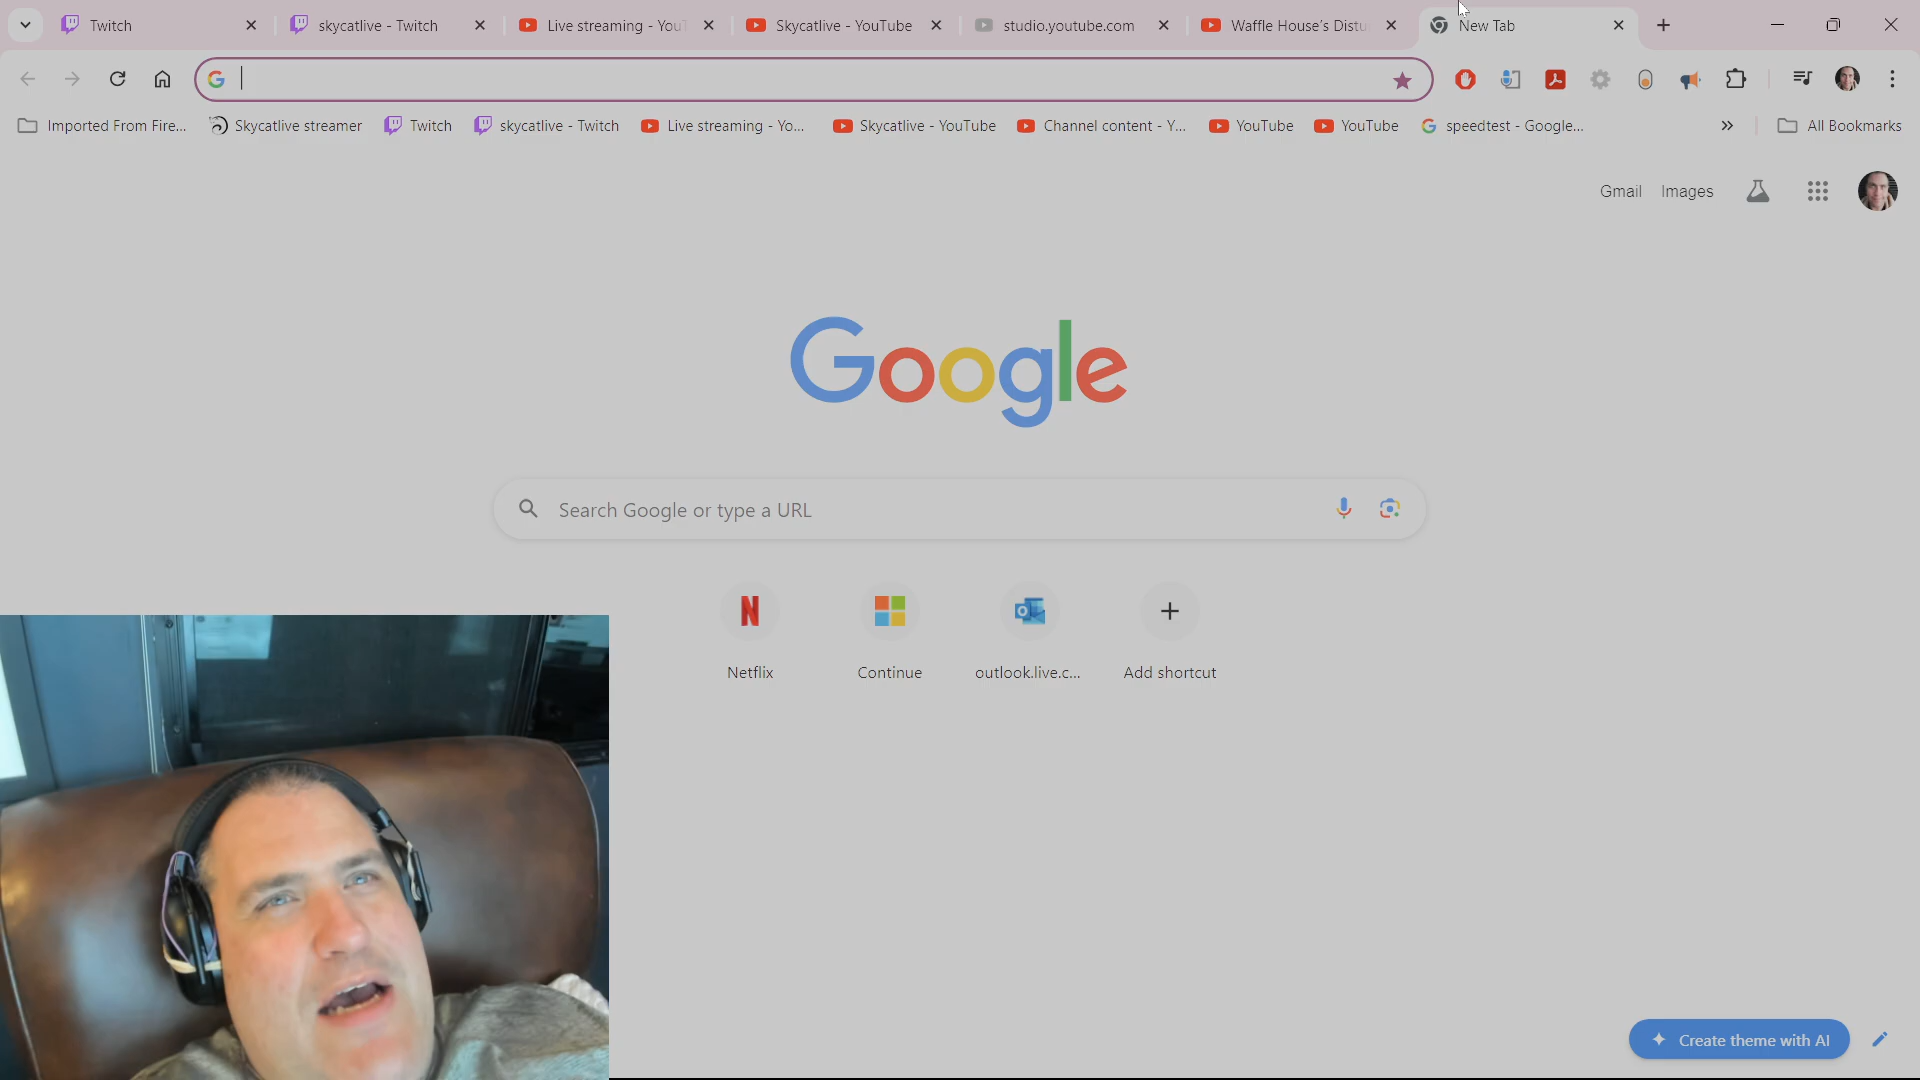 Twitch
skycatlive - Twitch
Live streaming - YouT
Skycatlive - YouTube
studio.youtube.com
Waffle House's Distu
New Tab
Imported From Fire...
Skycatlive streamer
Twitch
skycatlive - Twitch
Live streaming - Yo...
Skycatlive - YouTube
Channel content - Y...
YouTube
YouTube
speedtest - Google...
All Bookmarks
Gmail
Images
Google
Search Google or type a URL
Netflix
Continue
outlook.live.c...
Add shortcut
Create theme with AI